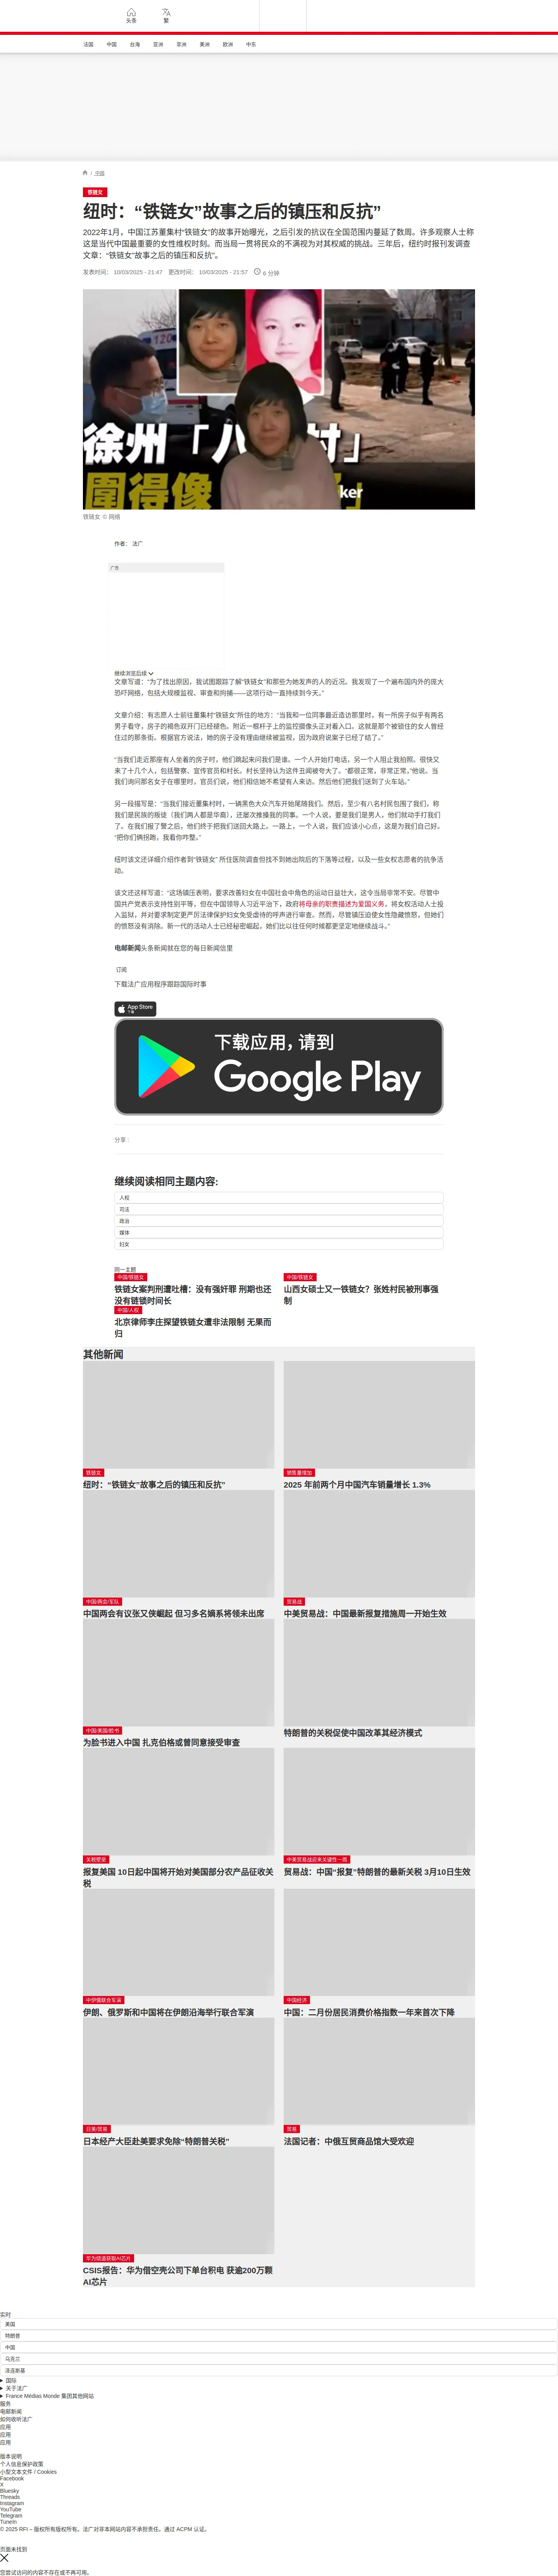 头条
繁
法国
中国
台海
亚洲
非洲
美洲
欧洲
中东
/ 中国
铁链女
纽时：“铁链女”故事之后的镇压和反抗”
2022年1月，中国江苏董集村“铁链女”的故事开始曝光，之后引发的抗议在全国范围内蔓延了数周。许多观察人士称
这是当代中国最重要的女性维权时刻。而当局一贯将民众的不满视为对其权威的挑战。三年后，纽约时报刊发调查
文章：“铁链女”故事之后的镇压和反抗”。
发表时间： 10/03/2025 - 21:47 更改时间： 10/03/2025 - 21:57 6 分钟
徐州「八
圍得像
ker
铁链女 © 网络
作者： 法广
广告
继续浏览后续
文章写道：“为了找出原因，我试图跟踪了解“铁链女”和那些为她发声的人的近况。我发现了一个遍布国内外的庞大
恐吓网络，包括大规模监视、审查和拘捕——这项行动一直持续到今天。”
文章介绍：有志愿人士前往董集村“铁链女”所住的地方：“当我和一位同事最近造访那里时，有一所房子似乎有两名
男子看守，房子的褐色双开门已经褪色。附近一根杆子上的监控摄像头正对着入口。这就是那个被锁住的女人曾经
住过的那条街。根据官方说法，她的房子没有理由继续被监视，因为政府说案子已经了结了。”
“当我们走近那座有人坐着的房子时，他们跳起来问我们是谁。一个人开始打电话，另一个人阻止我拍照。很快又
来了十几个人，包括警察、宣传官员和村长。村长坚持认为这件丑闻被夸大了。“都很正常，非常正常，”他说。当
我们询问那名女子在哪里时，官员们说，他们相信她不希望有人来访。然后他们把我们送到了火车站。”
另一段描写是：“当我们接近董集村时，一辆黑色大众汽车开始尾随我们。然后，至少有八名村民包围了我们，称
我们是民族的叛徒（我们两人都是华裔），还屡次推搡我的同事。一个人说，要是我们是男人，他们就动手打我们
了。在我们报了警之后，他们终于把我们送回大路上。一路上，一个人说，我们应该小心点，这是为我们自己好。
“把你们俩拐跑，我看你咋整。”
纽时该文还详细介绍作者到“铁链女” 所住医院调查但找不到她出院后的下落等过程，以及一些女权志愿者的抗争活
动。
该文还这样写道：“这场镇压表明，要求改善妇女在中国社会中角色的运动日益壮大，这令当局非常不安。尽管中
国共产党表示支持性别平等，但在中国领导人习近平治下，政府将母亲的职责描述为爱国义务，将女权活动人士投
入监狱，并对要求制定更严厉法律保护妇女免受虐待的呼声进行审查。然而，尽管镇压迫使女性隐藏愤怒，但她们
的愤怒没有消除。新一代的活动人士已经秘密崛起。她们比以往任何时候都更坚定地继续战斗。”
电邮新闻头条新闻就在您的每日新闻信里
订阅
下载法广应用程序跟踪国际时事
App Store
下载
下载应用，请到
Google Play
分享 :
继续阅读相同主题内容:
人权
司法
政治
媒体
妇女
同一主题
中国/铁链女
铁链女案判刑遭吐槽：没有强奸罪 刑期也还
没有链锁时间长
中国/铁链女
山西女硕士又一铁链女？张姓村民被刑事强
制
中国/人权
北京律师李庄探望铁链女遭非法限制 无果而
归
其他新闻
铁链女
纽时：“铁链女”故事之后的镇压和反抗”
销售量增加
2025 年前两个月中国汽车销量增长 1.3%
中国/两会/军队
中国两会有议张又侠崛起 但习多名嫡系将领未出席
贸易战
中美贸易战：中国最新报复措施周一开始生效
中国/美国/脸书
为脸书进入中国 扎克伯格或曾同意接受审查
特朗普的关税促使中国改革其经济模式
关税壁垒
报复美国 10日起中国将开始对美国部分农产品征收关
税
中美贸易战迎来关键性一周
贸易战：中国“报复”特朗普的最新关税 3月10日生效
中伊俄联合军演
伊朗、俄罗斯和中国将在伊朗沿海举行联合军演
中国经济
中国：二月份居民消费价格指数一年来首次下降
日美/贸易
日本经产大臣赴美要求免除“特朗普关税”
贸易
法国记者：中俄互贸商品馆大受欢迎
华为绕道获取AI芯片
CSIS报告：华为借空壳公司下单台积电 获逾200万颗
AI芯片
实时
美国
特朗普
中国
乌克兰
泽连斯基
国际
关于法广
France Médias Monde 集团其他网站
服务
电邮新闻
如何收听法广
应用
应用
应用
版本说明
个人信息保护政策
小型文本文件 / Cookies
Facebook
X
Bluesky
Threads
Instagram
YouTube
Telegram
TuneIn
© 2025 RFI – 版权所有版权所有。法广对非本网站内容不承担责任。通过 ACPM 认证。
页面未找到
您尝试访问的内容不存在或不再可用。